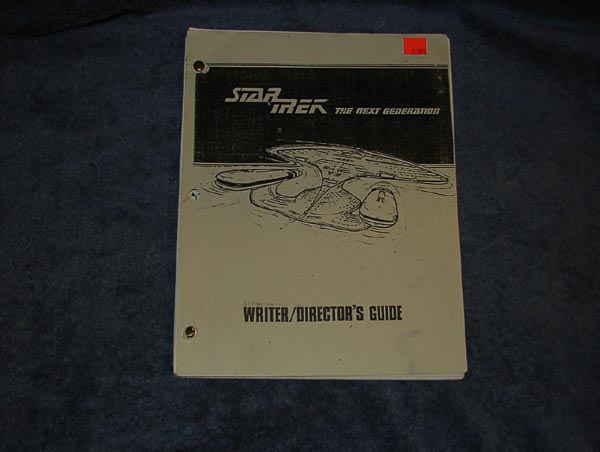 STAR TREK THE NEXT GENERATION
WRITER/DIRECTOR'S GUIDE